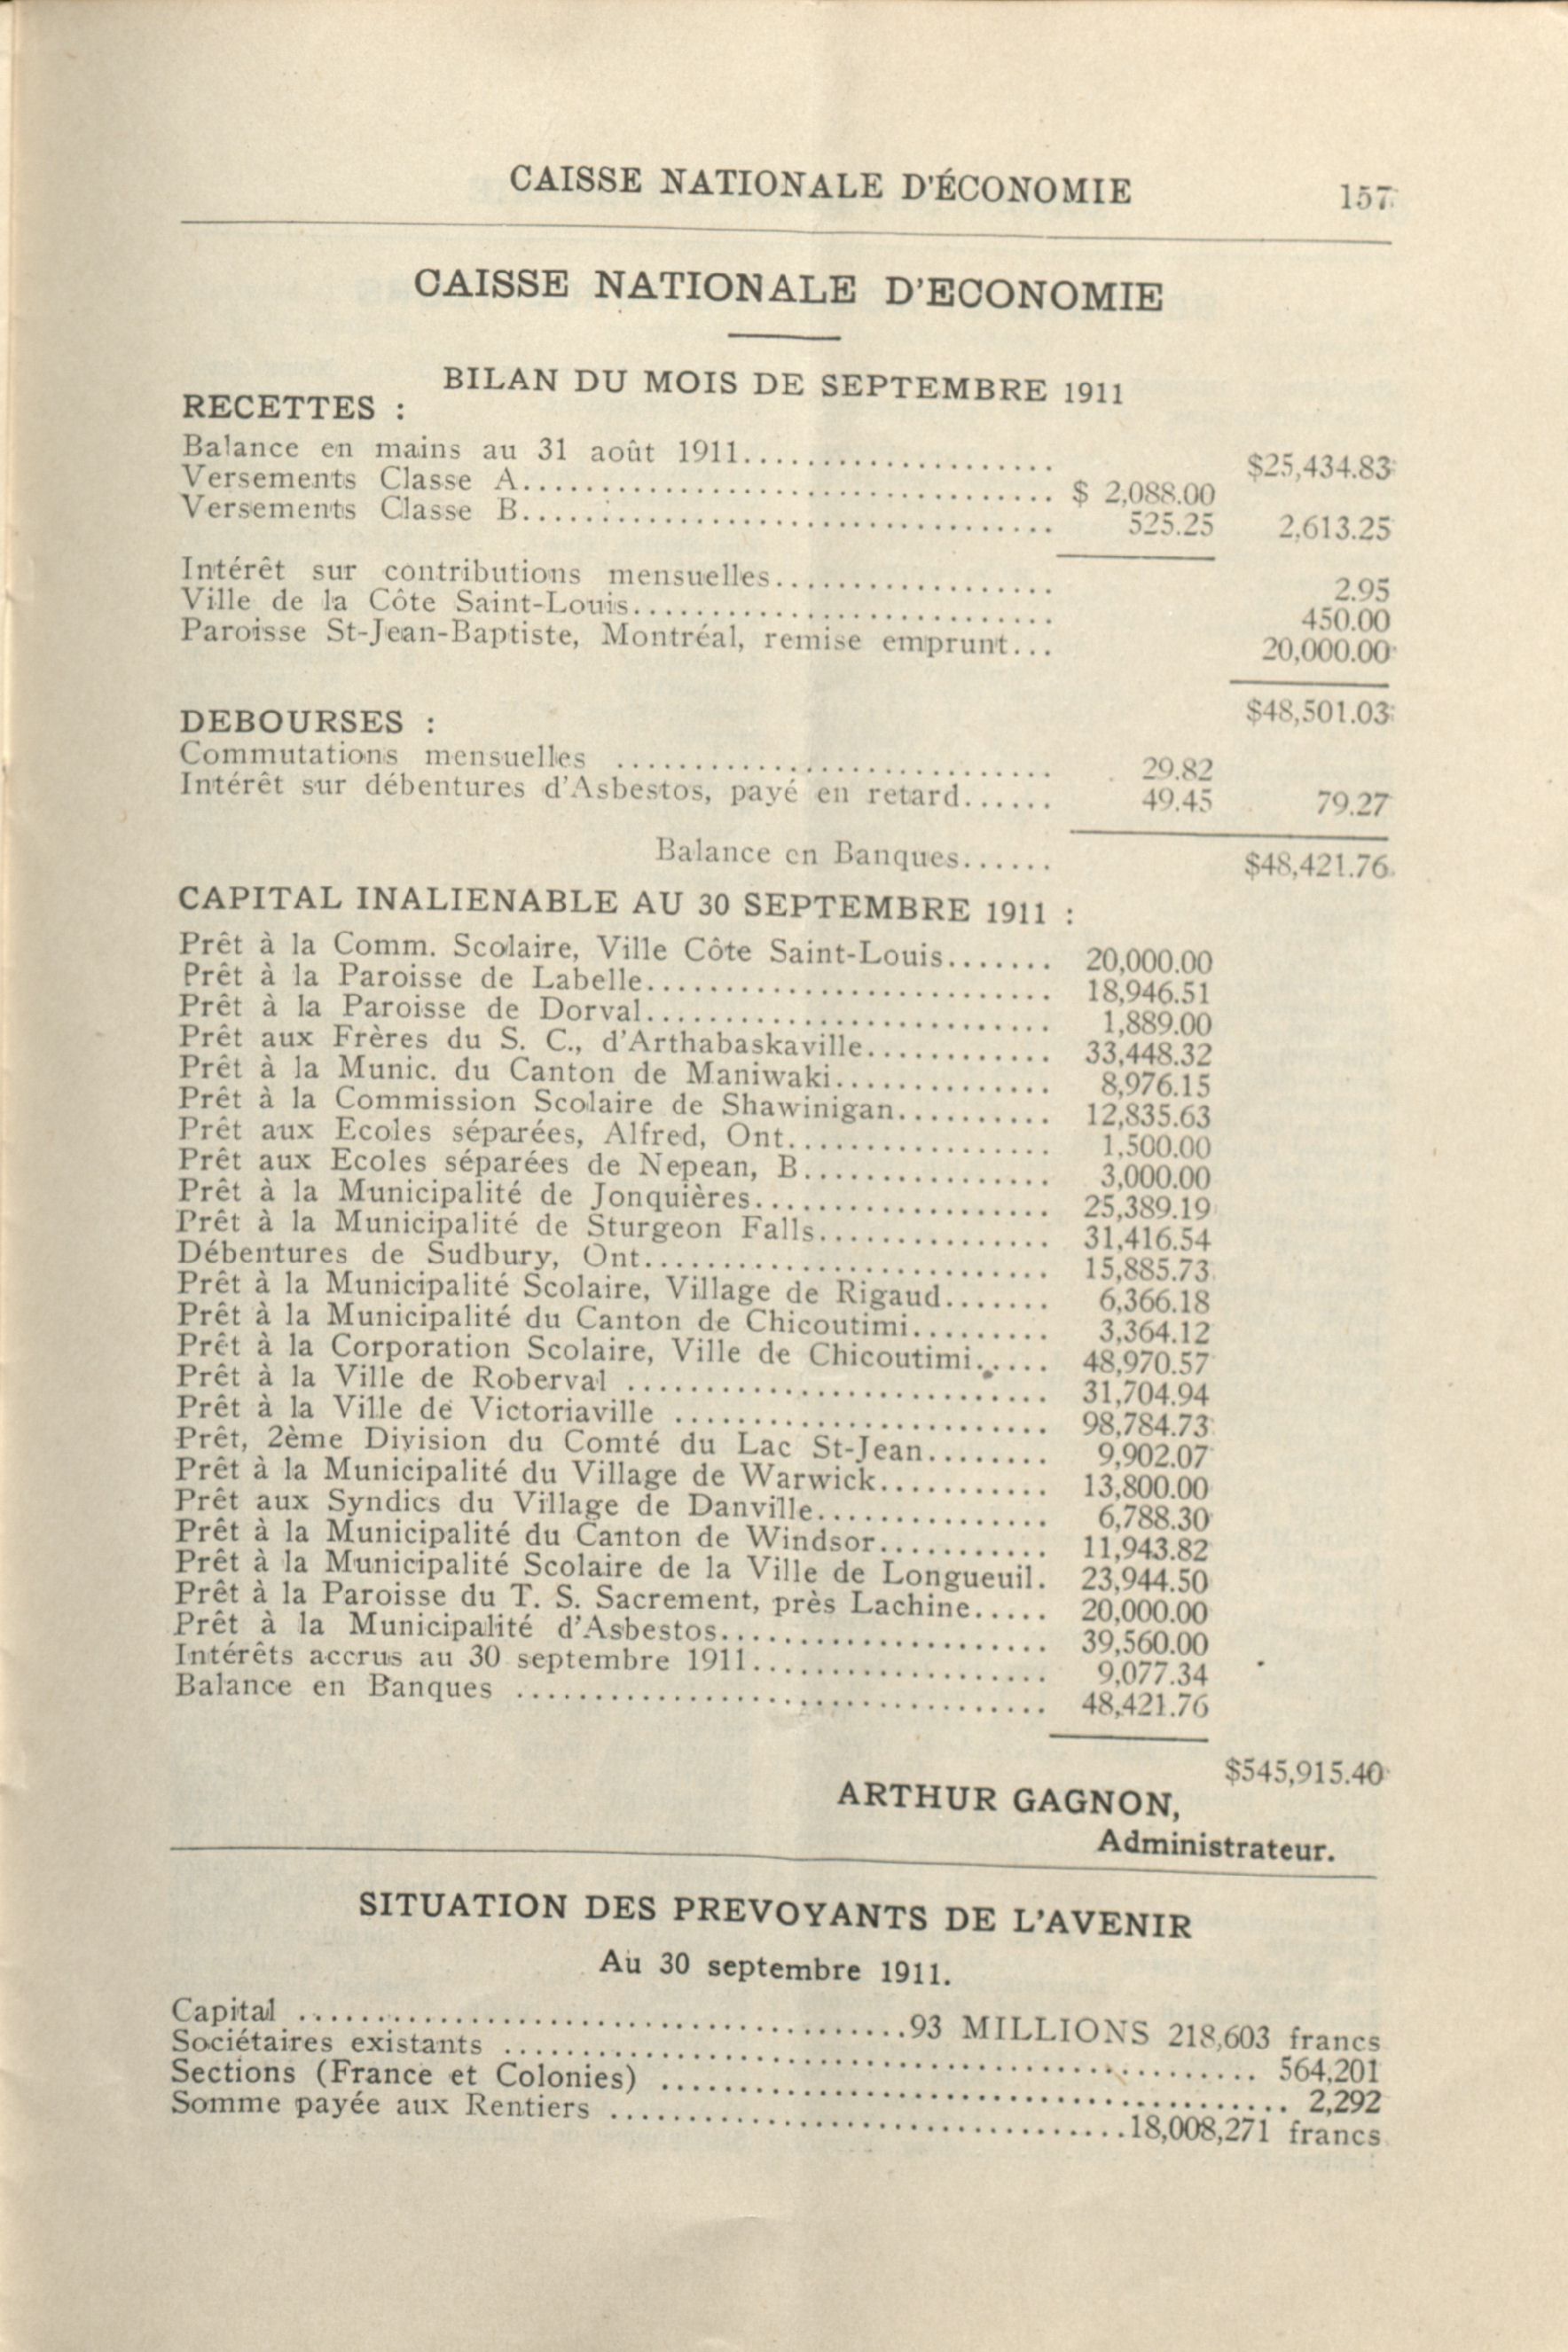 CAISSE NATIONALE D'ÉCONOMIE 157
CAISSE NATIONALE D'ECONOMIE
BILAN DU MOIS DE SEPTEMBRE 1911
RECETTES :
Balance en mains au 31 août 1911.................... $25,434.83
Versements Classe A.................................. $ 2,088.00
Versements Classe B.................................. 525.25 2,613.25
Intérêt sur contributions mensuelles.................. 2.95
Ville de la Côte Saint-Louis........................... 450.00
Paroisse St-Jean-Baptiste, Montréal, remise emprunt... 20,000.00
$48,501.03
DEBOURSES :
Commutations mensuelles ............................ 29.82
Intérêt sur débentures d'Asbestos, payé en retard...... 49.45 79.27
Balance en Banques...... $48,421.76
CAPITAL INALIENABLE AU 30 SEPTEMBRE 1911 :
Prêt à la Comm. Scolaire, Ville Côte Saint-Louis....... 20,000.00
Prêt à la Paroisse de Labelle.......................... 18,946.51
Prêt à la Paroisse de Dorval.......................... 1,889.00
Prêt aux Frères du S. C., d'Arthabaskaville............ 33,448.32
Prêt à la Munic. du Canton de Maniwaki.............. 8,976.15
Prêt à la Commission Scolaire de Shawinigan.......... 12,835.63
Prêt aux Ecoles séparées, Alfred, Ont................. 1,500.00
Prêt aux Ecoles séparées de Nepean, B................ 3,000.00
Prêt à la Municipalité de Jonquières................... 25,389.19
Prêt à la Municipalité de Sturgeon Falls............... 31,416.54
Débentures de Sudbury, Ont.......................... 15,885.73
Prêt à la Municipalité Scolaire, Village de Rigaud....... 6,366.18
Prêt à la Municipalité du Canton de Chicoutimi......... 3,364.12
Prêt à la Corporation Scolaire, Ville de Chicoutimi..... 48,970.57
Prêt à la Ville de Roberval ........................... 31,704.94
Prêt à la Ville de Victoriaville ........................ 98,784.73
Prêt, 2ème Division du Comté du Lac St-Jean........ 9,902.07
Prêt à la Municipalité du Village de Warwick........... 13,800.00
Prêt aux Syndics du Village de Danville............... 6,788.30
Prêt à la Municipalité du Canton de Windsor........... 11,943.82
Prêt à la Municipalité Scolaire de la Ville de Longueuil. 23,944.50
Prêt à la Paroisse du T. S. Sacrement, près Lachine..... 20,000.00
Prêt à la Municipalité d'Asbestos..................... 39,560.00
Intérêts accrus au 30 septembre 1911................... 9,077.34
Balance en Banques .................................. 48,421.76
$545,915.40
ARTHUR GAGNON,
Administrateur.
SITUATION DES PREVOYANTS DE L'AVENIR
Au 30 septembre 1911.
Capital .......................................93 MILLIONS 218,603 francs
Sociétaires existants ................................................ 564,201
Sections (France et Colonies) ........................................ 2,292
Somme payée aux Rentiers .................................18,008,271 francs